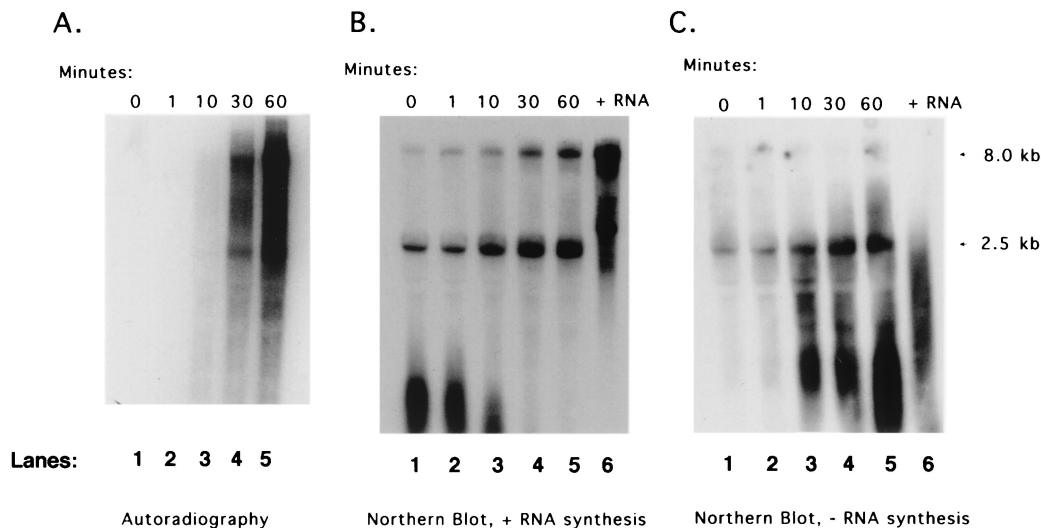 A.
Minutes:
0 1 10 30 60
Lanes: 1 2 3 4 5
Autoradiography
B.
Minutes:
0 1 10 30 60 + RNA
1 2 3 4 5 6
Northern Blot, + RNA synthesis
C.
Minutes:
0 1 10 30 60 + RNA
8.0 kb
2.5 kb
1 2 3 4 5 6
Northern Blot, - RNA synthesis